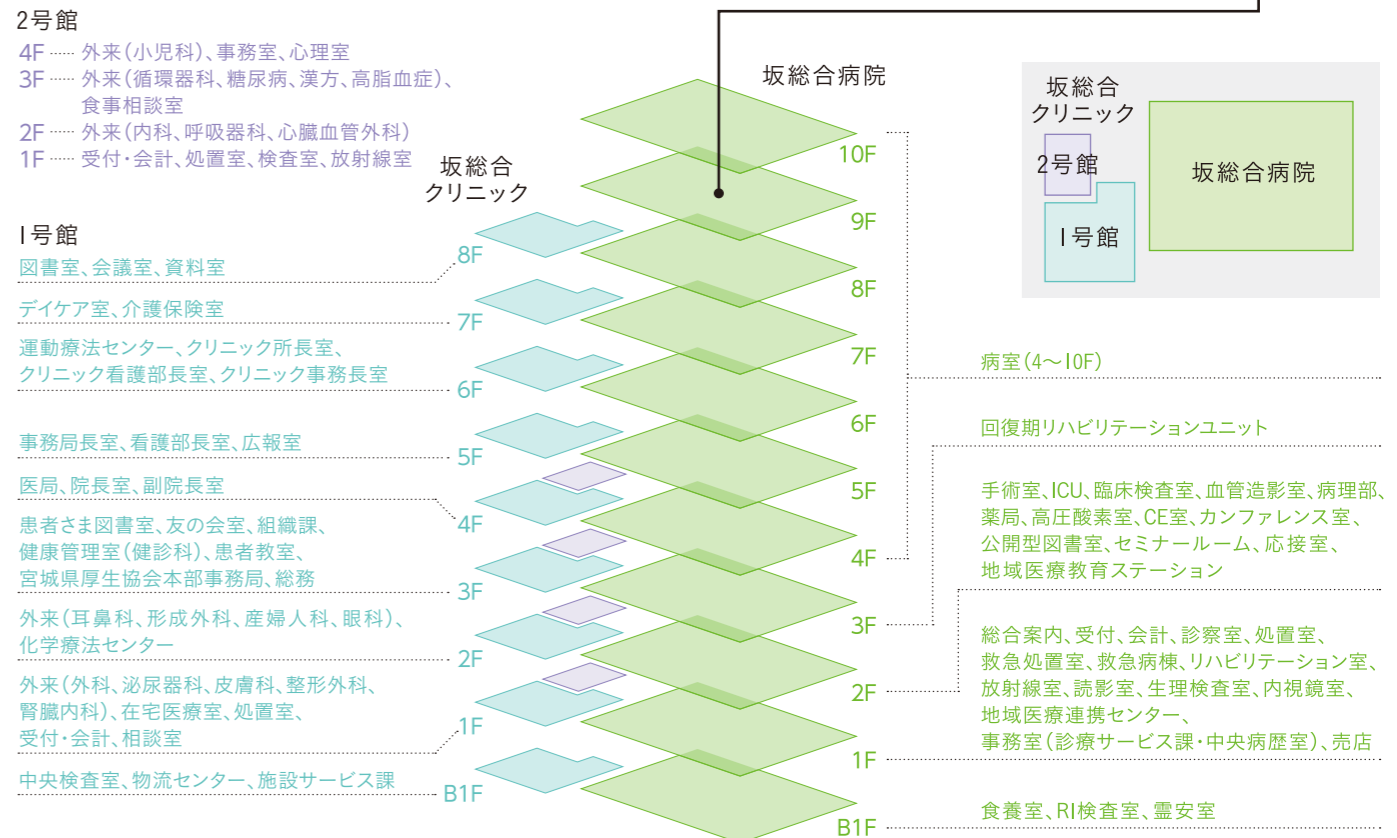 2号館
4F …… 外来（小児科）、事務室、心理室
3F …… 外来（循環器科、糖尿病、漢方、高脂血症）、
食事相談室
2F …… 外来（内科、呼吸器科、心臓血管外科）
1F …… 受付・会計、処置室、検査室、放射線室
坂総合
クリニック
1号館
図書室、会議室、資料室
8F
デイケア室、介護保険室
7F
運動療法センター、クリニック所長室、
クリニック看護部長室、クリニック事務長室
6F
事務局長室、看護部長室、広報室
5F
医局、院長室、副院長室
4F
患者さま図書室、友の会室、組織課、
健康管理室（健診科）、患者教室、
宮城県厚生協会本部事務局、総務
3F
外来（耳鼻科、形成外科、産婦人科、眼科）、
化学療法センター
2F
外来（外科、泌尿器科、皮膚科、整形外科、
腎臓内科）、在宅医療室、処置室、
受付・会計、相談室
1F
中央検査室、物流センター、施設サービス課
B1F
坂総合病院
10F
9F
8F
7F
6F
5F
4F
3F
2F
1F
B1F
坂総合
クリニック
2号館
1号館
坂総合病院
病室（4〜10F）
回復期リハビリテーションユニット
手術室、ICU、臨床検査室、血管造影室、病理部、
薬局、高圧酸素室、CE室、カンファレンス室、
公開型図書室、セミナールーム、応接室、
地域医療教育ステーション
総合案内、受付、会計、診察室、処置室、
救急処置室、救急病棟、リハビリテーション室、
放射線室、読影室、生理検査室、内視鏡室、
地域医療連携センター、
事務室（診療サービス課・中央病歴室）、売店
食養室、RI検査室、霊安室